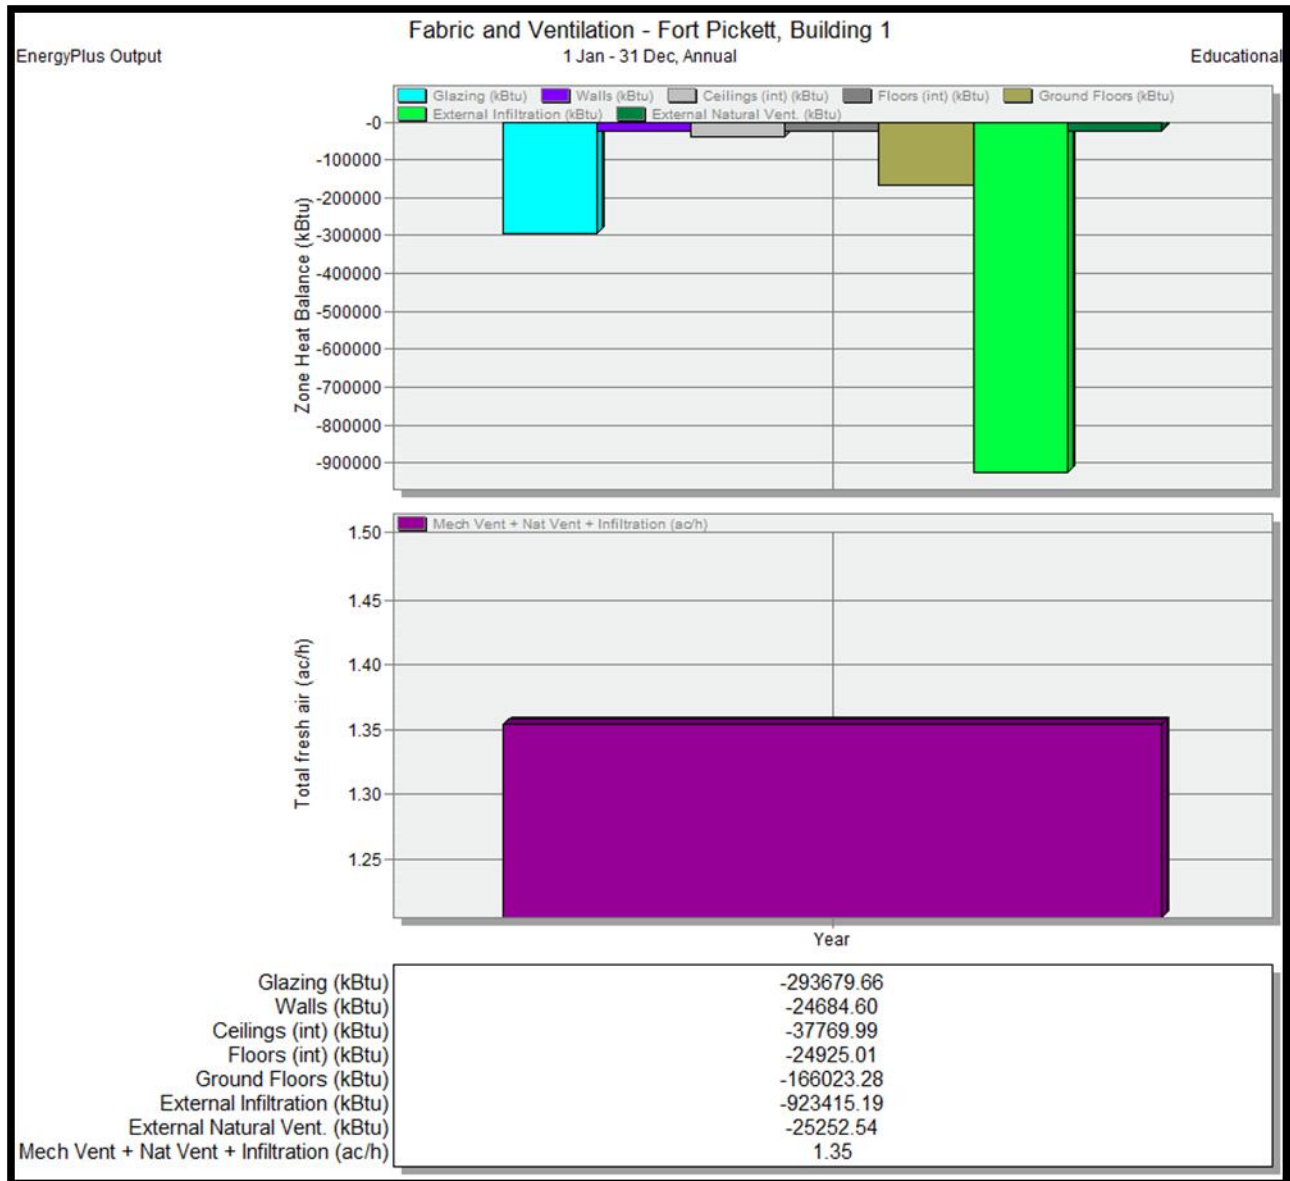 Fabric and Ventilation - Fort Pickett, Building 1
EnergyPlus Output 1 Jan - 31 Dec, Annual Educational
Glazing (kBtu) Walls (kBtu) Ceilings (int) (kBtu) Floors (int) (kBtu) Ground Floors (kBtu)
External Infiltration (kBtu) External Natural Vent. (kBtu)
Zone Heat Balance (kBtu)
-0
-100000
-200000
-300000
-400000
-500000
-600000
-700000
-800000
-900000
Mech Vent + Nat Vent + Infiltration (ac/h)
Total fresh air (ac/h)
1.50
1.45
1.40
1.35
1.30
1.25
Year
Glazing (kBtu) -293679.66
Walls (kBtu) -24684.60
Ceilings (int) (kBtu) -37769.99
Floors (int) (kBtu) -24925.01
Ground Floors (kBtu) -166023.28
External Infiltration (kBtu) -923415.19
External Natural Vent. (kBtu) -25252.54
Mech Vent + Nat Vent + Infiltration (ac/h) 1.35